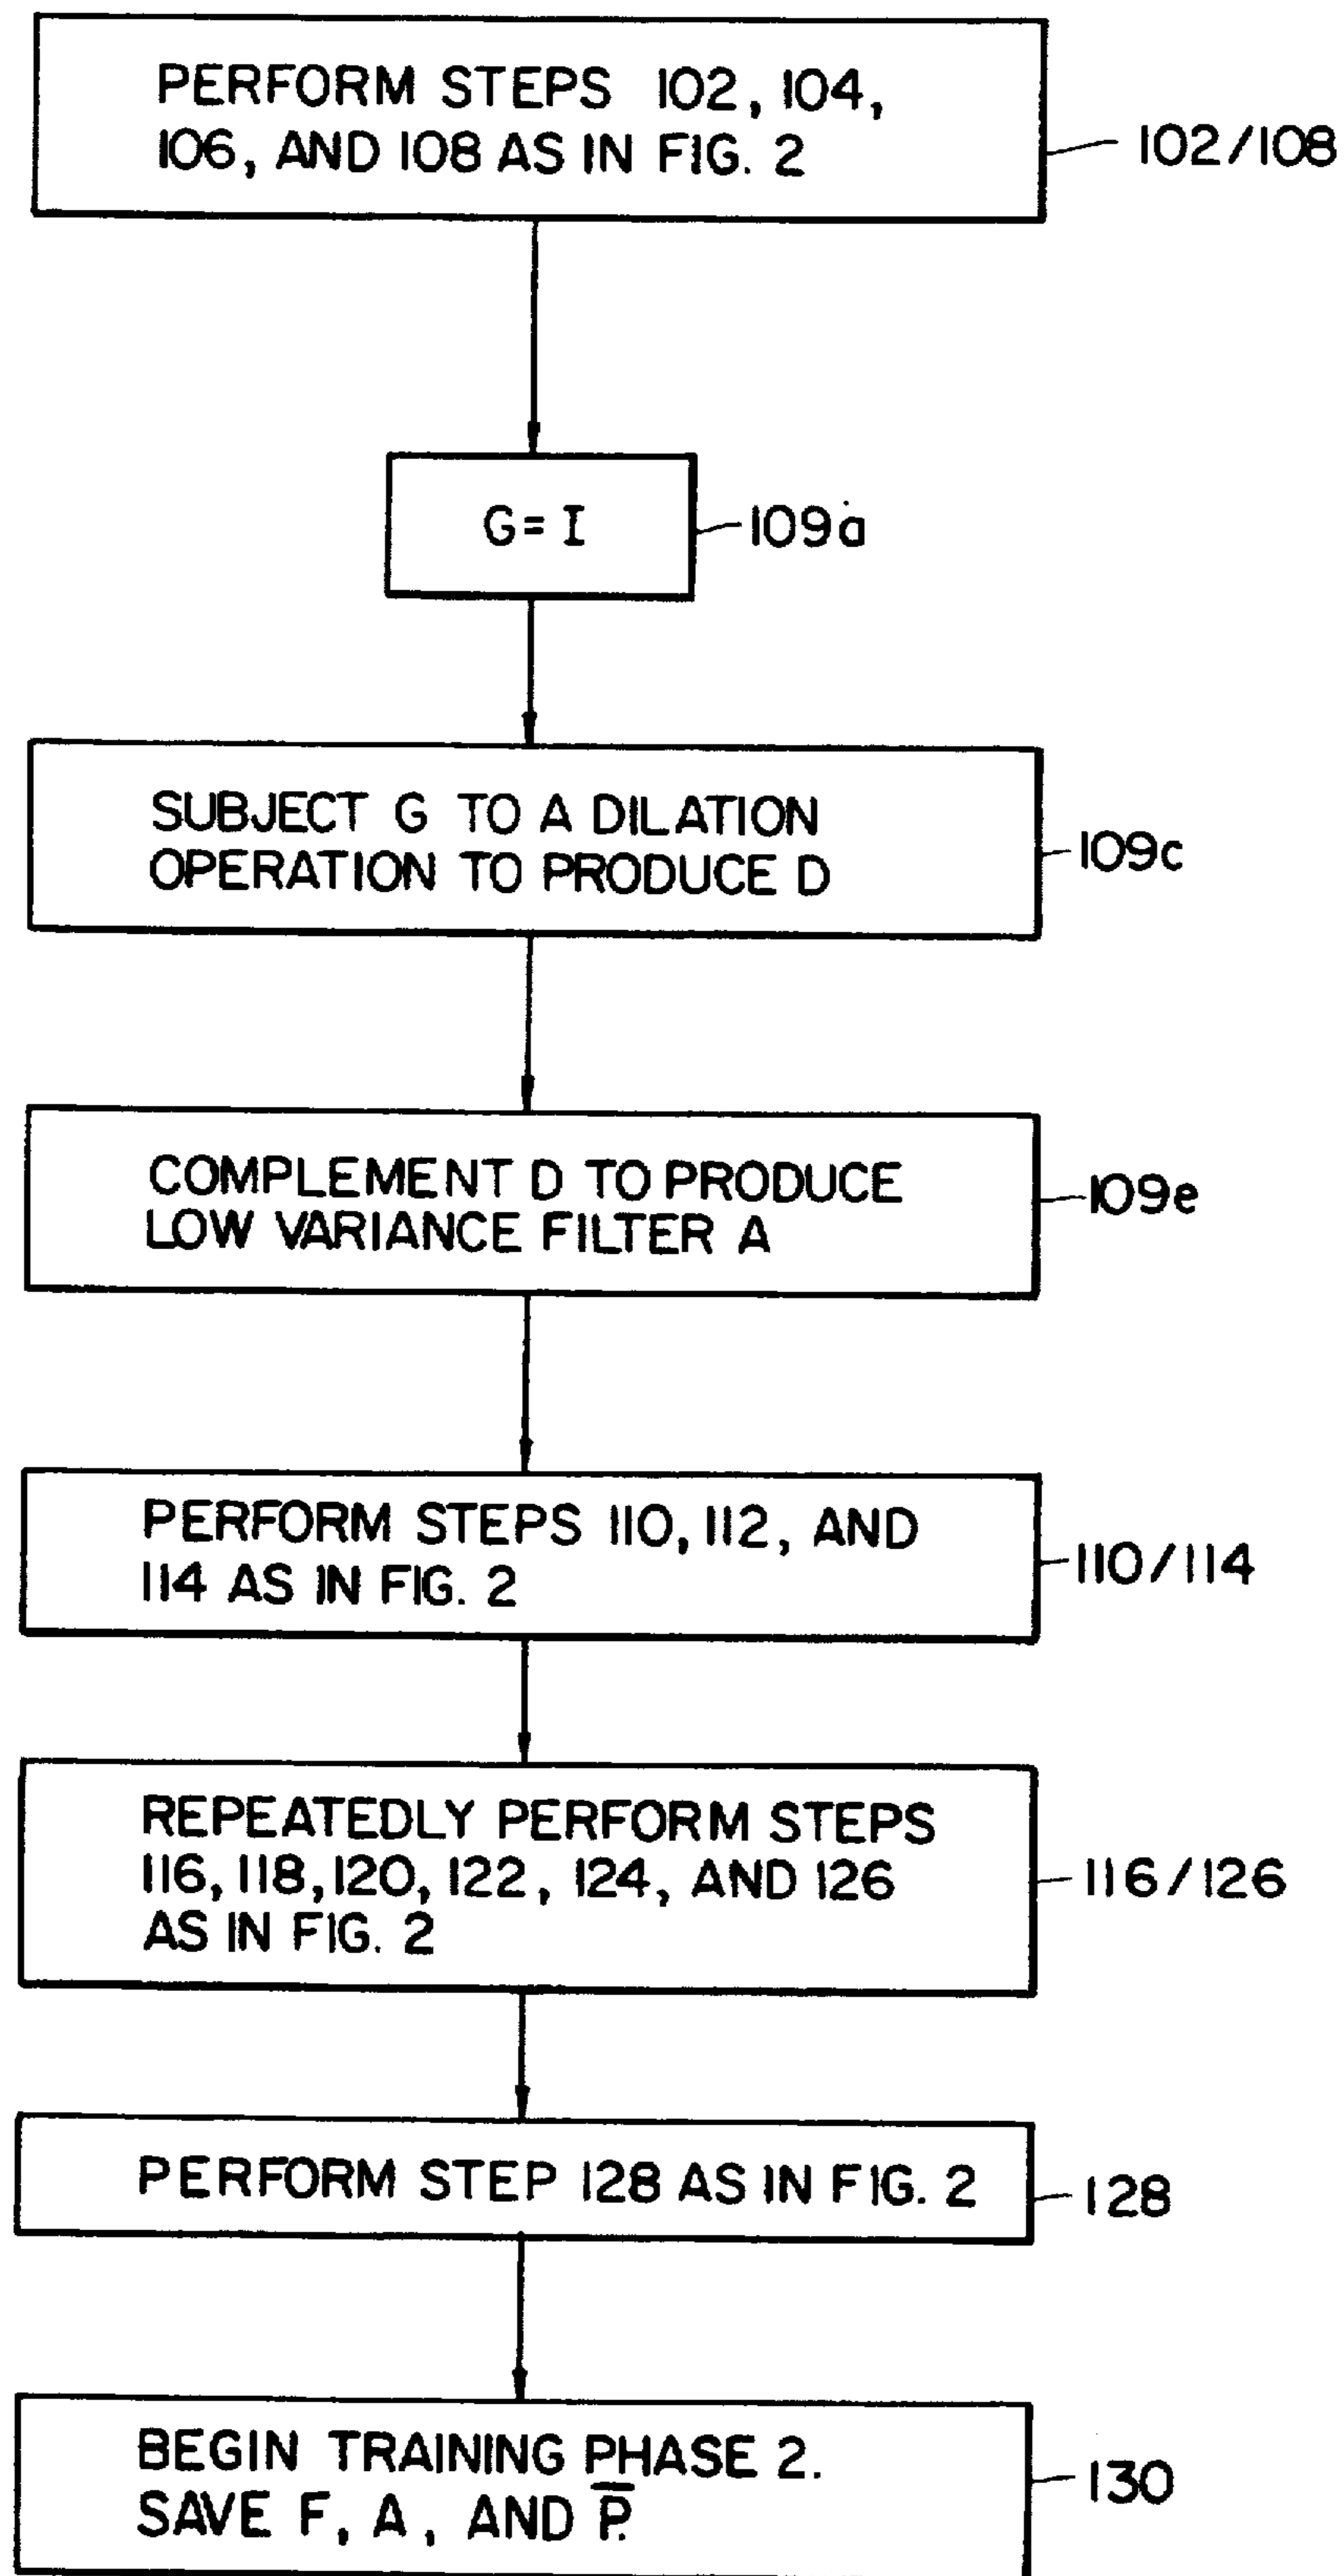 PERFORM STEPS 102, 104,
106, AND 108 AS IN FIG. 2
102/108
G = I
109a
SUBJECT G TO A DILATION
OPERATION TO PRODUCE D
109c
COMPLEMENT D TO PRODUCE
LOW VARIANCE FILTER A
109e
PERFORM STEPS 110, 112, AND
114 AS IN FIG. 2
110/114
REPEATEDLY PERFORM STEPS
116, 118, 120, 122, 124, AND 126
AS IN FIG. 2
116/126
PERFORM STEP 128 AS IN FIG. 2
128
BEGIN TRAINING PHASE 2.
SAVE F, A, AND P̅.
130